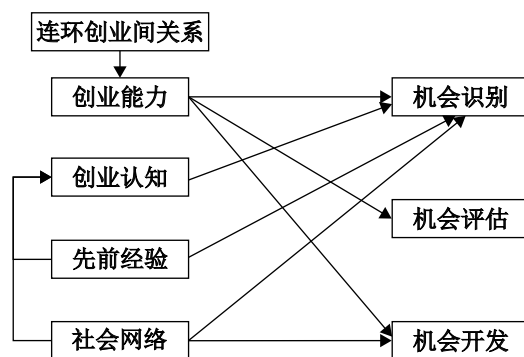 连环创业间关系
创业能力
机会识别
创业认知
机会评估
先前经验
社会网络
机会开发